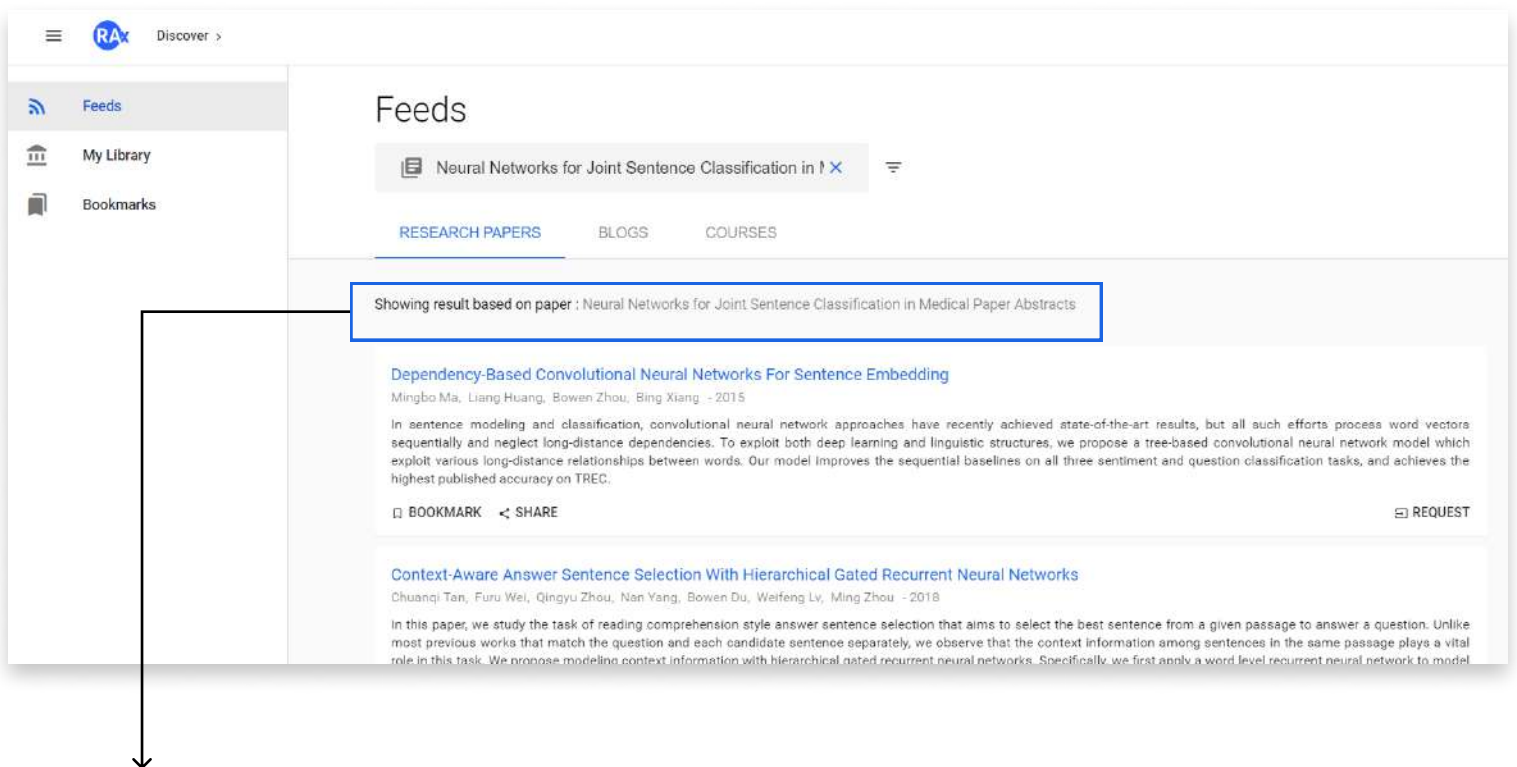 RAx Discover >
Feeds
My Library
Bookmarks
Feeds
Neural Networks for Joint Sentence Classification in
RESEARCH PAPERS BLOGS COURSES
Showing result based on paper : Neural Networks for Joint Sentence Classification in Medical Paper Abstracts
Dependency-Based Convolutional Neural Networks For Sentence Embedding
Mingbo Ma, Liang Huang, Bowen Zhou, Bing Xiang - 2015
In sentence modeling and classification, convolutional neural network approaches have recently achieved state-of-the-art results, but all such efforts process word vectors
sequentially and neglect long-distance dependencies. To exploit both deep learning and linguistic structures, we propose a tree-based convolutional neural network model which
exploit various long-distance relationships between words. Our model improves the sequential baselines on all three sentiment and question classification tasks, and achieves the
highest published accuracy on TREC.
BOOKMARK SHARE REQUEST
Context-Aware Answer Sentence Selection With Hierarchical Gated Recurrent Neural Networks
Chuanqi Tan, Furu Wei, Qingyu Zhou, Nan Yang, Bowen Du, Weifeng Lv, Ming Zhou - 2018
In this paper, we study the task of reading comprehension style answer sentence selection that aims to select the best sentence from a given passage to answer a question. Unlike
most previous works that match the question and each candidate sentence separately, we observe that the context information among sentences in the same passage plays a vital
role in this task. We propose modeling context information with hierarchical gated recurrent neural networks. Specifically, we first apply a word level recurrent neural network to model